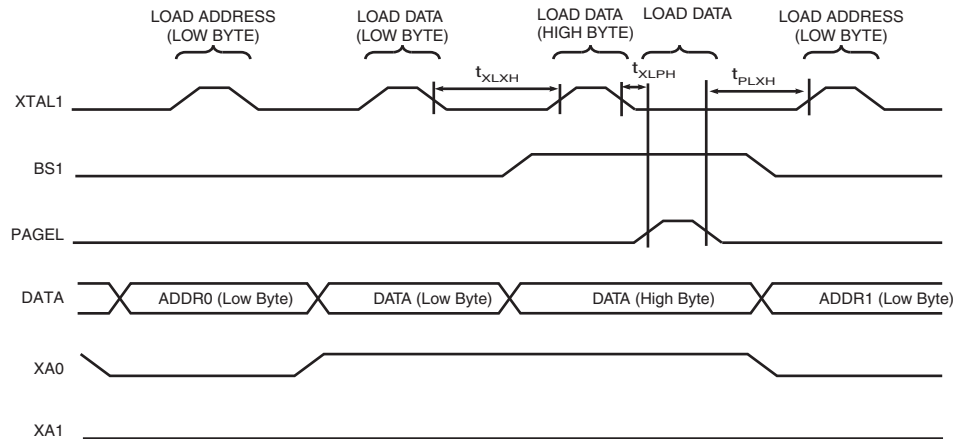 LOAD ADDRESS
(LOW BYTE)
LOAD DATA
(LOW BYTE)
LOAD DATA
(HIGH BYTE)
LOAD DATA
LOAD ADDRESS
(LOW BYTE)
tXLXH
tXLPH
tPLXH
XTAL1
BS1
PAGEL
DATA
ADDR0 (Low Byte)
DATA (Low Byte)
DATA (High Byte)
ADDR1 (Low Byte)
XA0
XA1